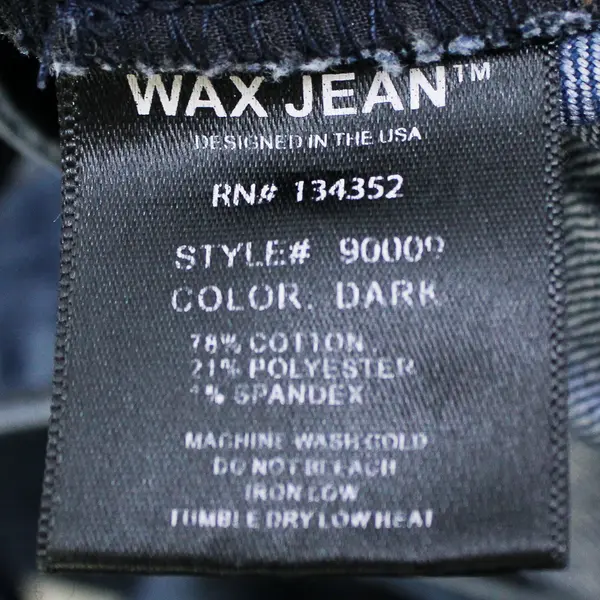 WAX JEAN™
DESIGNED IN THE USA
RN# 134352
STYLE# 90009
COLOR. DARK
78% COTTON
21% POLYESTER
1% SPANDEX
MACHINE WASH COLD
DO NOT BLEACH
IRON LOW
TUMBLE DRY LOW HEAT